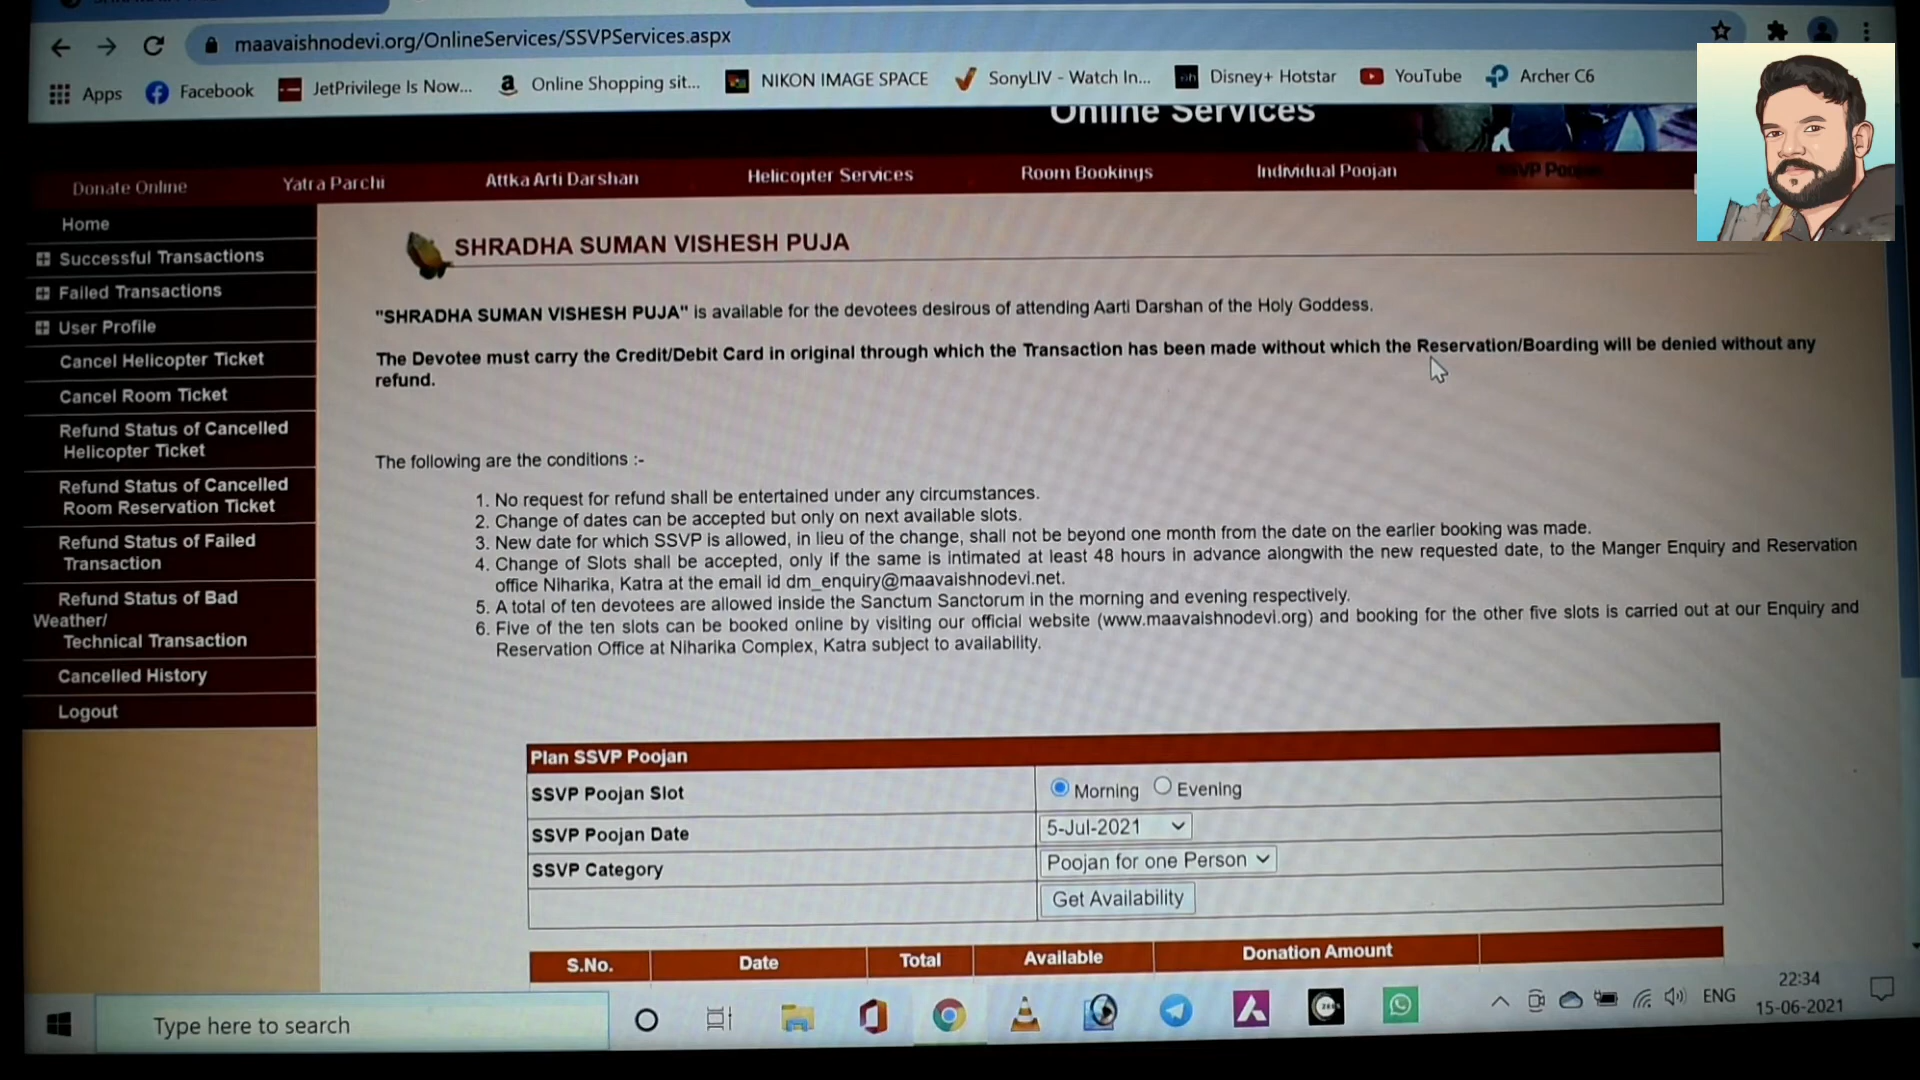 maavaishnodevi.org/OnlineServices/SSVPServices.aspx
Apps Facebook JetPrivilege Is Now... Online Shopping sit... NIKON IMAGE SPACE SonyLIV - Watch In... Disney+ Hotstar YouTube Archer C6
Online Services
Donate Online Yatra Parchi Attka Arti Darshan Helicopter Services Room Bookings Individual Poojan SSVP Poojan
Home
Successful Transactions
Failed Transactions
User Profile
Cancel Helicopter Ticket
Cancel Room Ticket
Refund Status of Cancelled
Helicopter Ticket
Refund Status of Cancelled
Room Reservation Ticket
Refund Status of Failed
Transaction
Refund Status of Bad
Weather/
Technical Transaction
Cancelled History
Logout
SHRADHA SUMAN VISHESH PUJA
"SHRADHA SUMAN VISHESH PUJA" is available for the devotees desirous of attending Aarti Darshan of the Holy Goddess.
The Devotee must carry the Credit/Debit Card in original through which the Transaction has been made without which the Reservation/Boarding will be denied without any
refund.
The following are the conditions :-
1. No request for refund shall be entertained under any circumstances.
2. Change of dates can be accepted but only on next available slots.
3. New date for which SSVP is allowed, in lieu of the change, shall not be beyond one month from the date on the earlier booking was made.
4. Change of Slots shall be accepted, only if the same is intimated at least 48 hours in advance alongwith the new requested date, to the Manger Enquiry and Reservation
office Niharika, Katra at the email id dm_enquiry@maavaishnodevi.net.
5. A total of ten devotees are allowed inside the Sanctum Sanctorum in the morning and evening respectively.
6. Five of the ten slots can be booked online by visiting our official website (www.maavaishnodevi.org) and booking for the other five slots is carried out at our Enquiry and
Reservation Office at Niharika Complex, Katra subject to availability.
Plan SSVP Poojan
SSVP Poojan Slot Morning Evening
SSVP Poojan Date 5-Jul-2021
SSVP Category Poojan for one Person
Get Availability
S.No. Date Total Available Donation Amount
Type here to search
ENG
22:34
15-06-2021